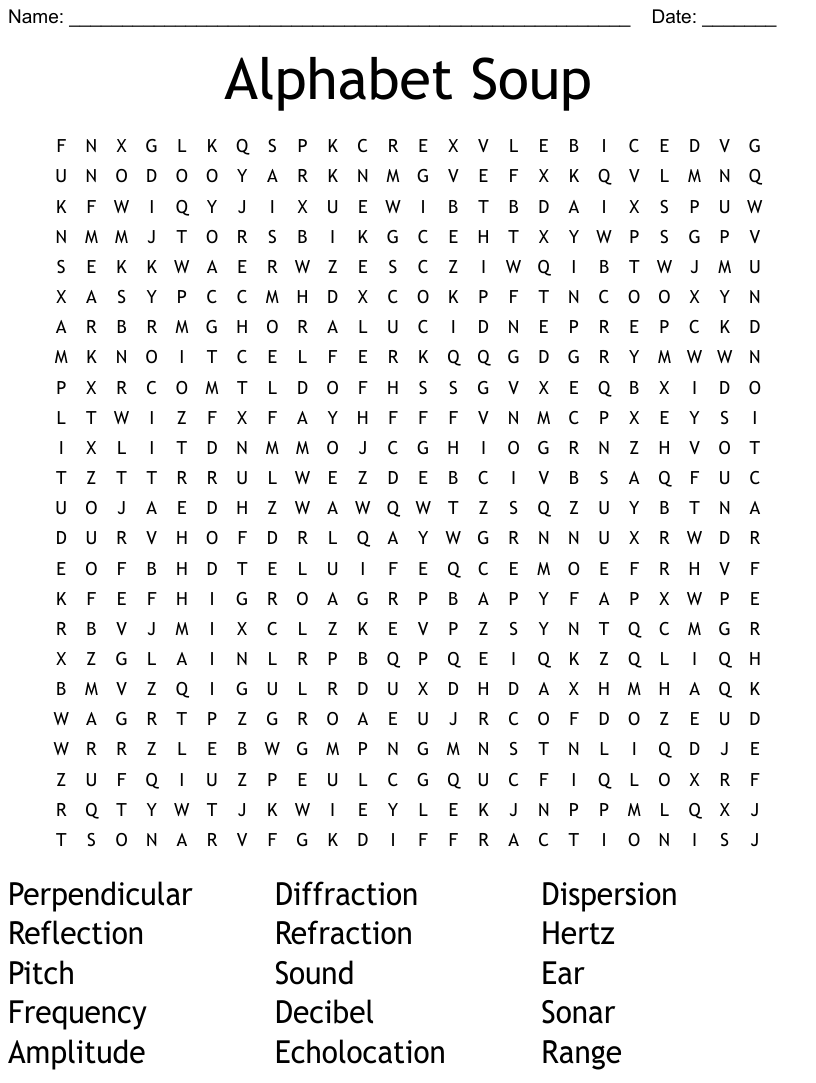 Name: ______________________________________________________ Date: _______
Alphabet Soup
F N X G L K Q S P K C R E X V L E B I C E D V G
U N O D O O Y A R K N M G V E F X K Q V L M N Q
K F W I Q Y J I X U E W I B T B D A I X S P U W
N M M J T O R S B I K G C E H T X Y W P S G P V
S E K K W A E R W Z E S C Z I W Q I B T W J M U
X A S Y P C C M H D X C O K P F T N C O O X Y N
A R B R M G H O R A L U C I D N E P R E P C K D
M K N O I T C E L F E R K Q Q G D G R Y M W W N
P X R C O M T L D O F H S S G V X E Q B X I D O
L T W I Z F X F A Y H F F F V N M C P X E Y S I
I X L I T D N M M O J C G H I O G R N Z H V O T
T Z T T R R U L W E Z D E B C I V B S A Q F U C
U O J A E D H Z W A W Q W T Z S Q Z U Y B T N A
D U R V H O F D R L Q A Y W G R N N U X R W D R
E O F B H D T E L U I F E Q C E M O E F R H V F
K F E F H I G R O A G R P B A P Y F A P X W P E
R B V J M I X C L Z K E V P Z S Y N T Q C M G R
X Z G L A I N L R P B Q P Q E I Q K Z Q L I Q H
B M V Z Q I G U L R D U X D H D A X H M H A Q K
W A G R T P Z G R O A E U J R C O F D O Z E U D
W R R Z L E B W G M P N G M N S T N L I Q D J E
Z U F Q I U Z P E U L C G Q U C F I Q L O X R F
R Q T Y W T J K W I E Y L E K J N P P M L Q X J
T S O N A R V F G K D I F F R A C T I O N I S J
Perpendicular Diffraction Dispersion
Reflection Refraction Hertz
Pitch Sound Ear
Frequency Decibel Sonar
Amplitude Echolocation Range